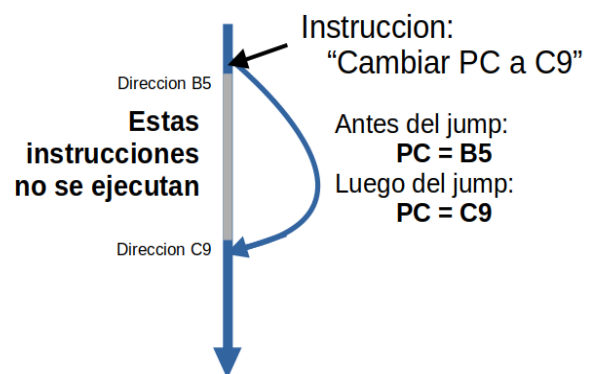 Instruccion:
“Cambiar PC a C9”
Direccion B5
Estas
instrucciones
no se ejecutan
Antes del jump:
PC = B5
Luego del jump:
PC = C9
Direccion C9